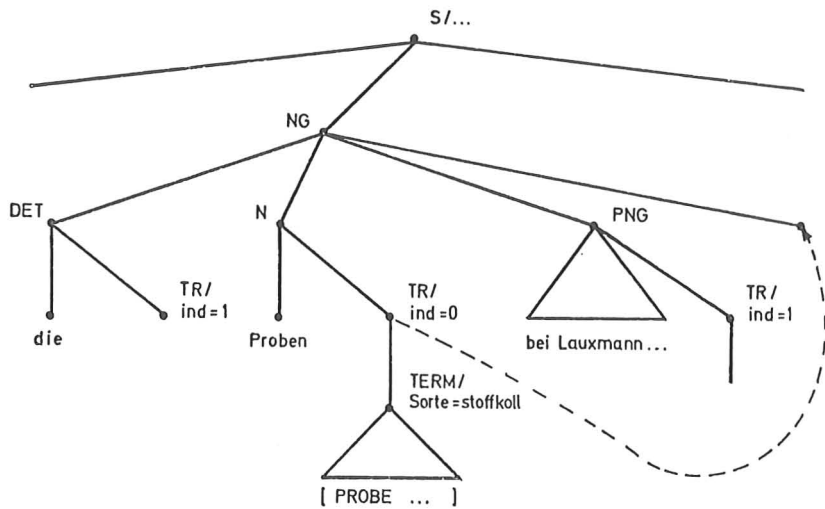 S/...
NG
DET
N
PNG
TR/
ind=1
TR/
ind=0
TR/
ind=1
die
Proben
bei Lauxmann...
TERM/
Sorte=stoffkoll
[ PROBE ... ]